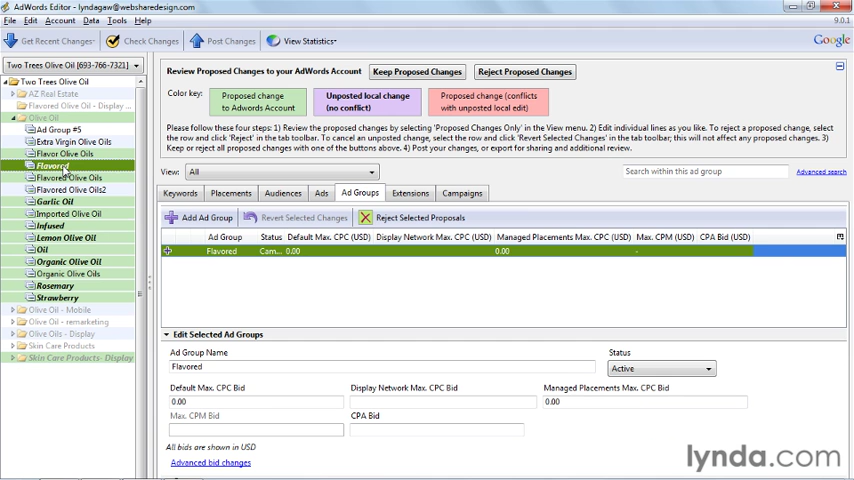 AdWords Editor - lyndagaw@websharedesign.com
File Edit Account Data Tools Help
9.0.1
Get Recent Changes Check Changes Post Changes View Statistics
Google
Two Trees Olive Oil [693-766-7321]
Two Trees Olive Oil
AZ Real Estate
Flavored Olive Oil - Display ...
Olive Oil
Ad Group #5
Extra Virgin Olive Oils
Flavor Olive Oils
Flavored
Flavored Olive Oils
Flavored Olive Oils2
Garlic Oil
Imported Olive Oil
Infused
Lemon Olive Oil
Oil
Organic Olive Oil
Organic Olive Oils
Rosemary
Strawberry
Olive Oil - Mobile
Olive Oil - remarketing
Olive Oils - Display
Skin Care Products
Skin Care Products- Display
Review Proposed Changes to your AdWords Account Keep Proposed Changes Reject Proposed Changes
Color key:
Proposed change
to Adwords Account
Unposted local change
(no conflict)
Proposed change (conflicts
with unposted local edit)
Please follow these four steps: 1) Review the proposed changes by selecting 'Proposed Changes Only' in the View menu. 2) Edit individual lines as you like. To reject a proposed change,
select the row and click 'Reject' in the tab toolbar. To cancel an unposted change, select 'Revert Selected Changes' in the tab toolbar; this will not affect any proposed changes. 3)
Keep or reject all proposed changes with one of the buttons above. 4) Post your changes, or export for sharing and additional review.
View: All
Search within this ad group
Advanced search
Keywords Placements Audiences Ads Ad Groups Extensions Campaigns
Add Ad Group Revert Selected Changes Reject Selected Proposals
Ad Group Status Default Max. CPC (USD) Display Network Max. CPC (USD) Managed Placements Max. CPC (USD) Max. CPM (USD) CPA Bid (USD)
Flavored Cam... 0.00 0.00 -
Edit Selected Ad Groups
Ad Group Name
Flavored
Status
Active
Default Max. CPC Bid
0.00
Display Network Max. CPC Bid
Managed Placements Max. CPC Bid
0.00
Max. CPM Bid
CPA Bid
All bids are shown in USD
Advanced bid changes
lynda.com